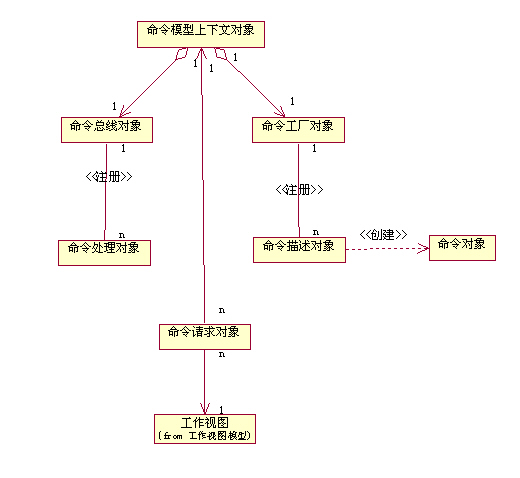 命令模型上下文对象
1
1
1
1
1
命令总线对象
命令工厂对象
1
1
<<注册>>
<<注册>>
n
n
命令处理对象
命令描述对象
<<创建>>
命令对象
n
命令请求对象
n
1
工作视图
(from 工作视图模型)